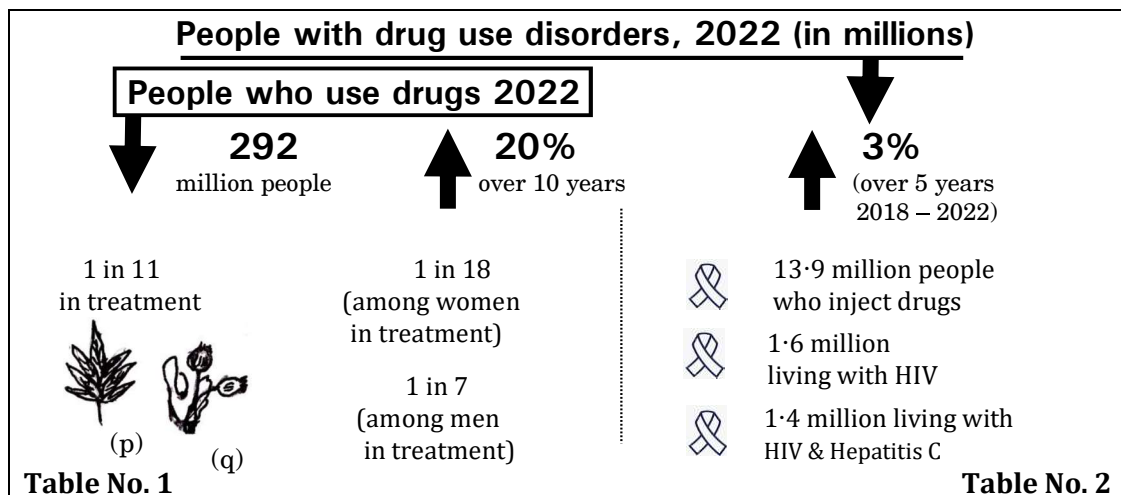 People with drug use disorders, 2022 (in millions)
People who use drugs 2022
292
million people
20%
over 10 years
3%
(over 5 years
2018 – 2022)
1 in 11
in treatment
(p)
(q)
1 in 18
(among women
in treatment)
1 in 7
(among men
in treatment)
Table No. 1
13·9 million people
who inject drugs
1·6 million
living with HIV
1·4 million living with
HIV & Hepatitis C
Table No. 2